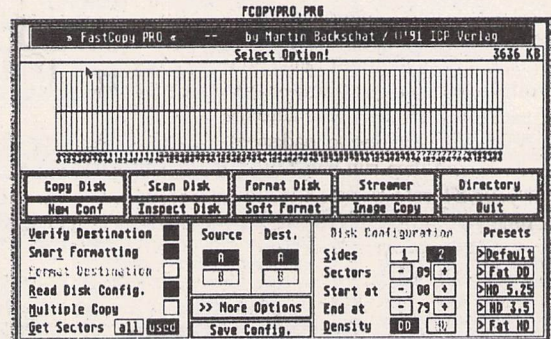 FCOPYPRO.PRG
» FastCopy PRO « -- by Martin Backschat / '91 ICP Verlag
Select Option! 3636 KB
Copy Disk Scan Disk Format Disk Streamer Directory
New Conf Inspect Disk Soft Format Image Copy Quit
Verify Destination
Smart Formatting
Format Destination
Read Disk Config.
Multiple Copy
Get Sectors all used
Source Dest.
A A
B B
>> More Options
Save Config.
Disk Configuration
Sides 1 2
Sectors - 09 +
Start at - 00 +
End at - 79 +
Density DD HD
Presets
>Default
>Fat DD
>HD 5.25
>HD 3.5
>Fat HD